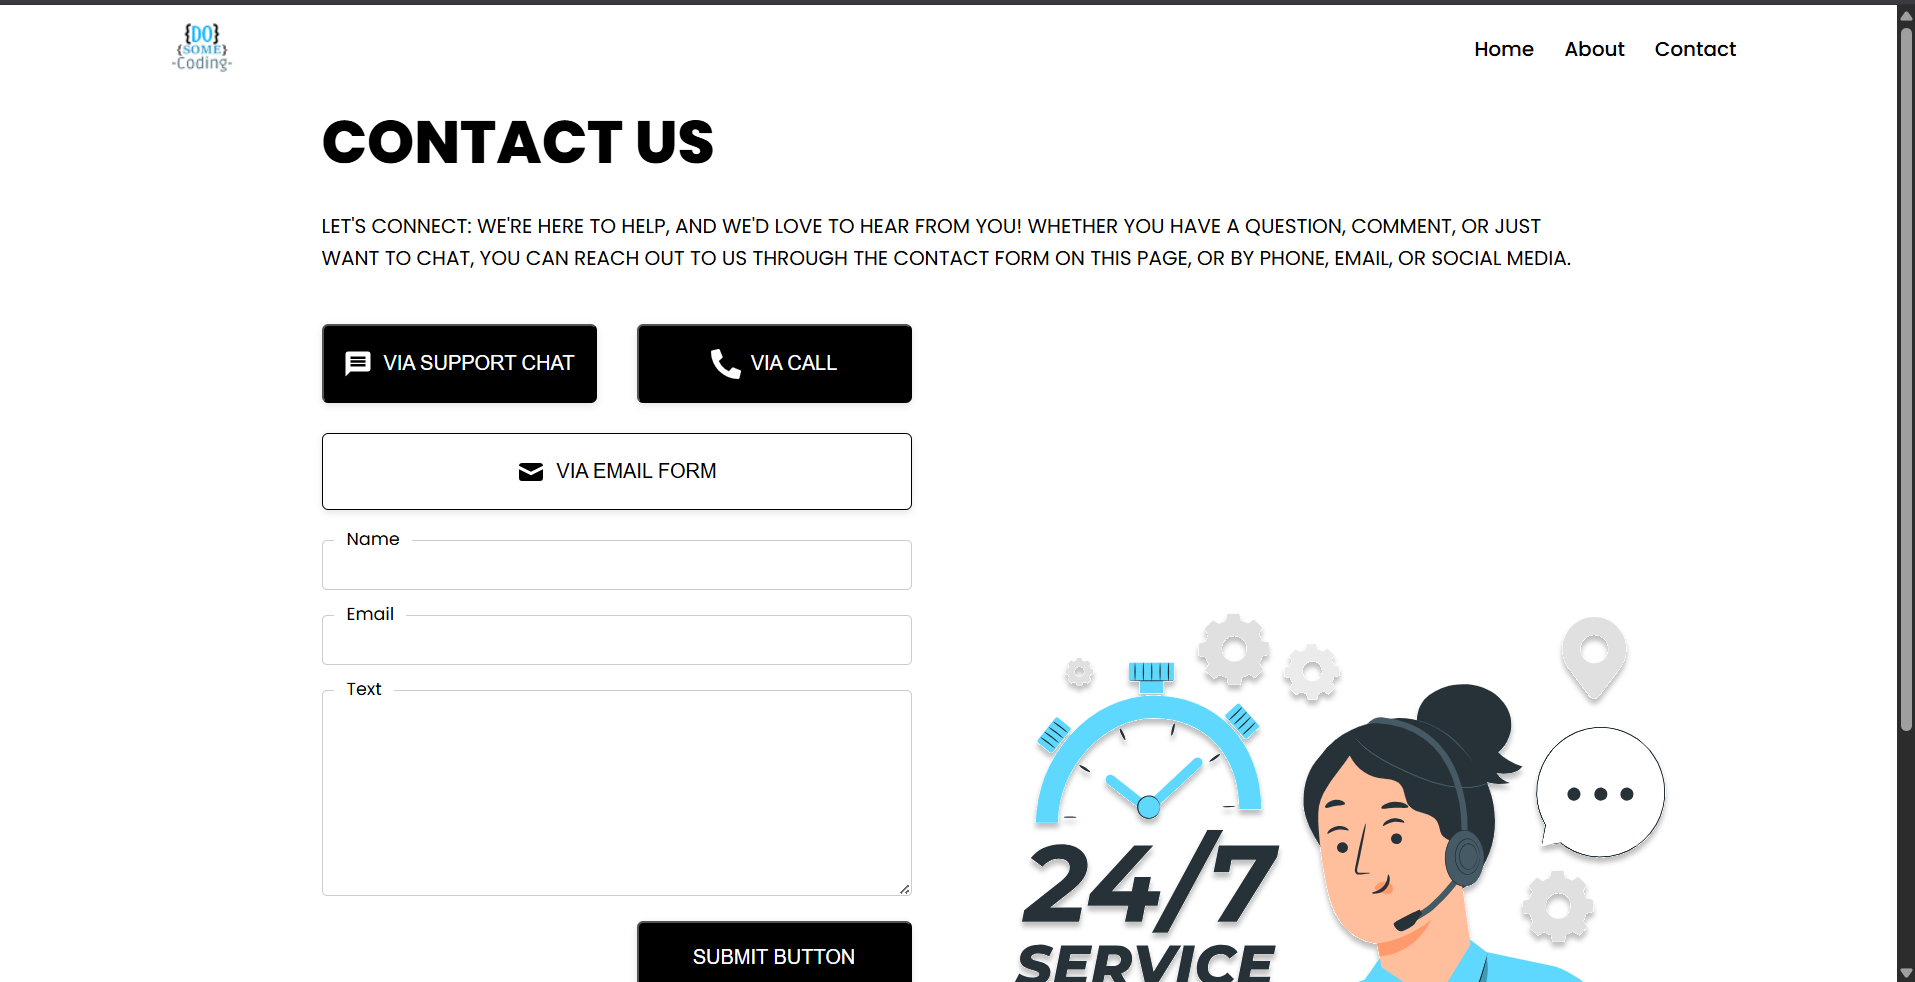 {DO}
{SOME}
-Coding-
Home About Contact
CONTACT US
LET'S CONNECT: WE'RE HERE TO HELP, AND WE'D LOVE TO HEAR FROM YOU! WHETHER YOU HAVE A QUESTION, COMMENT, OR JUST
WANT TO CHAT, YOU CAN REACH OUT TO US THROUGH THE CONTACT FORM ON THIS PAGE, OR BY PHONE, EMAIL, OR SOCIAL MEDIA.
VIA SUPPORT CHAT
VIA CALL
VIA EMAIL FORM
Name
Email
Text
SUBMIT BUTTON
24/7
SERVICE